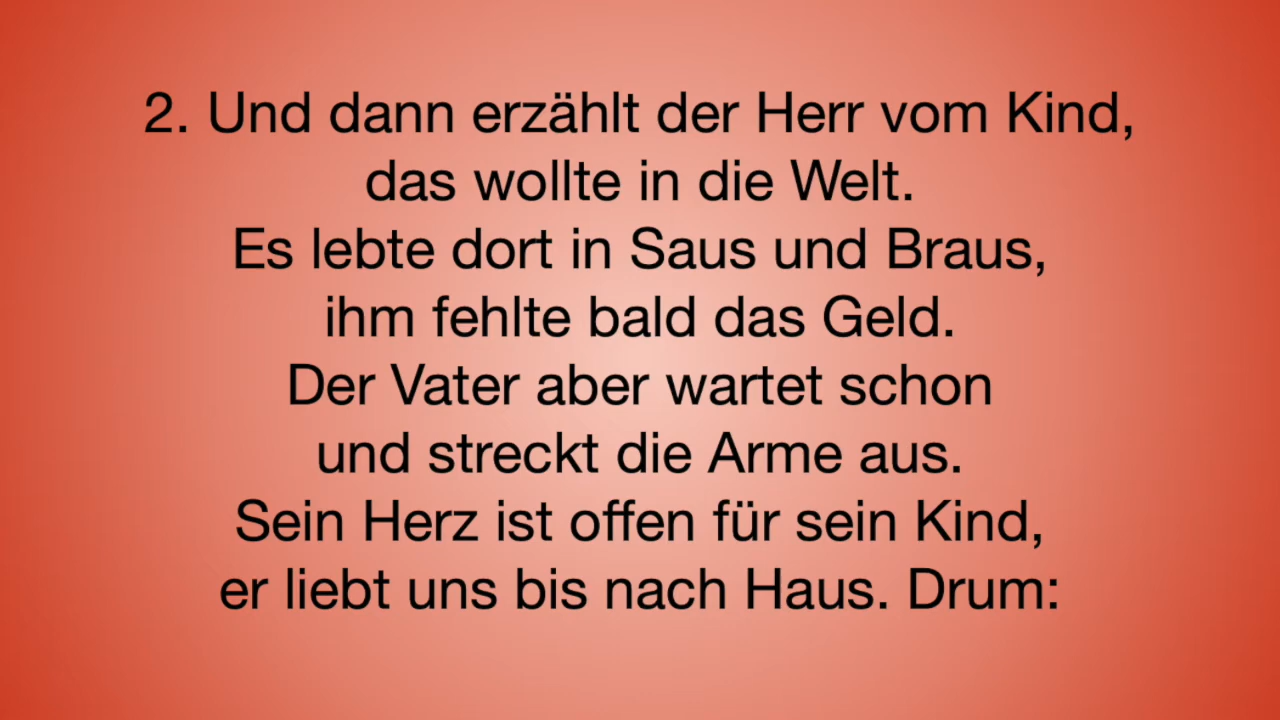 2. Und dann erzählt der Herr vom Kind,
das wollte in die Welt.
Es lebte dort in Saus und Braus,
ihm fehlte bald das Geld.
Der Vater aber wartet schon
und streckt die Arme aus.
Sein Herz ist offen für sein Kind,
er liebt uns bis nach Haus. Drum: